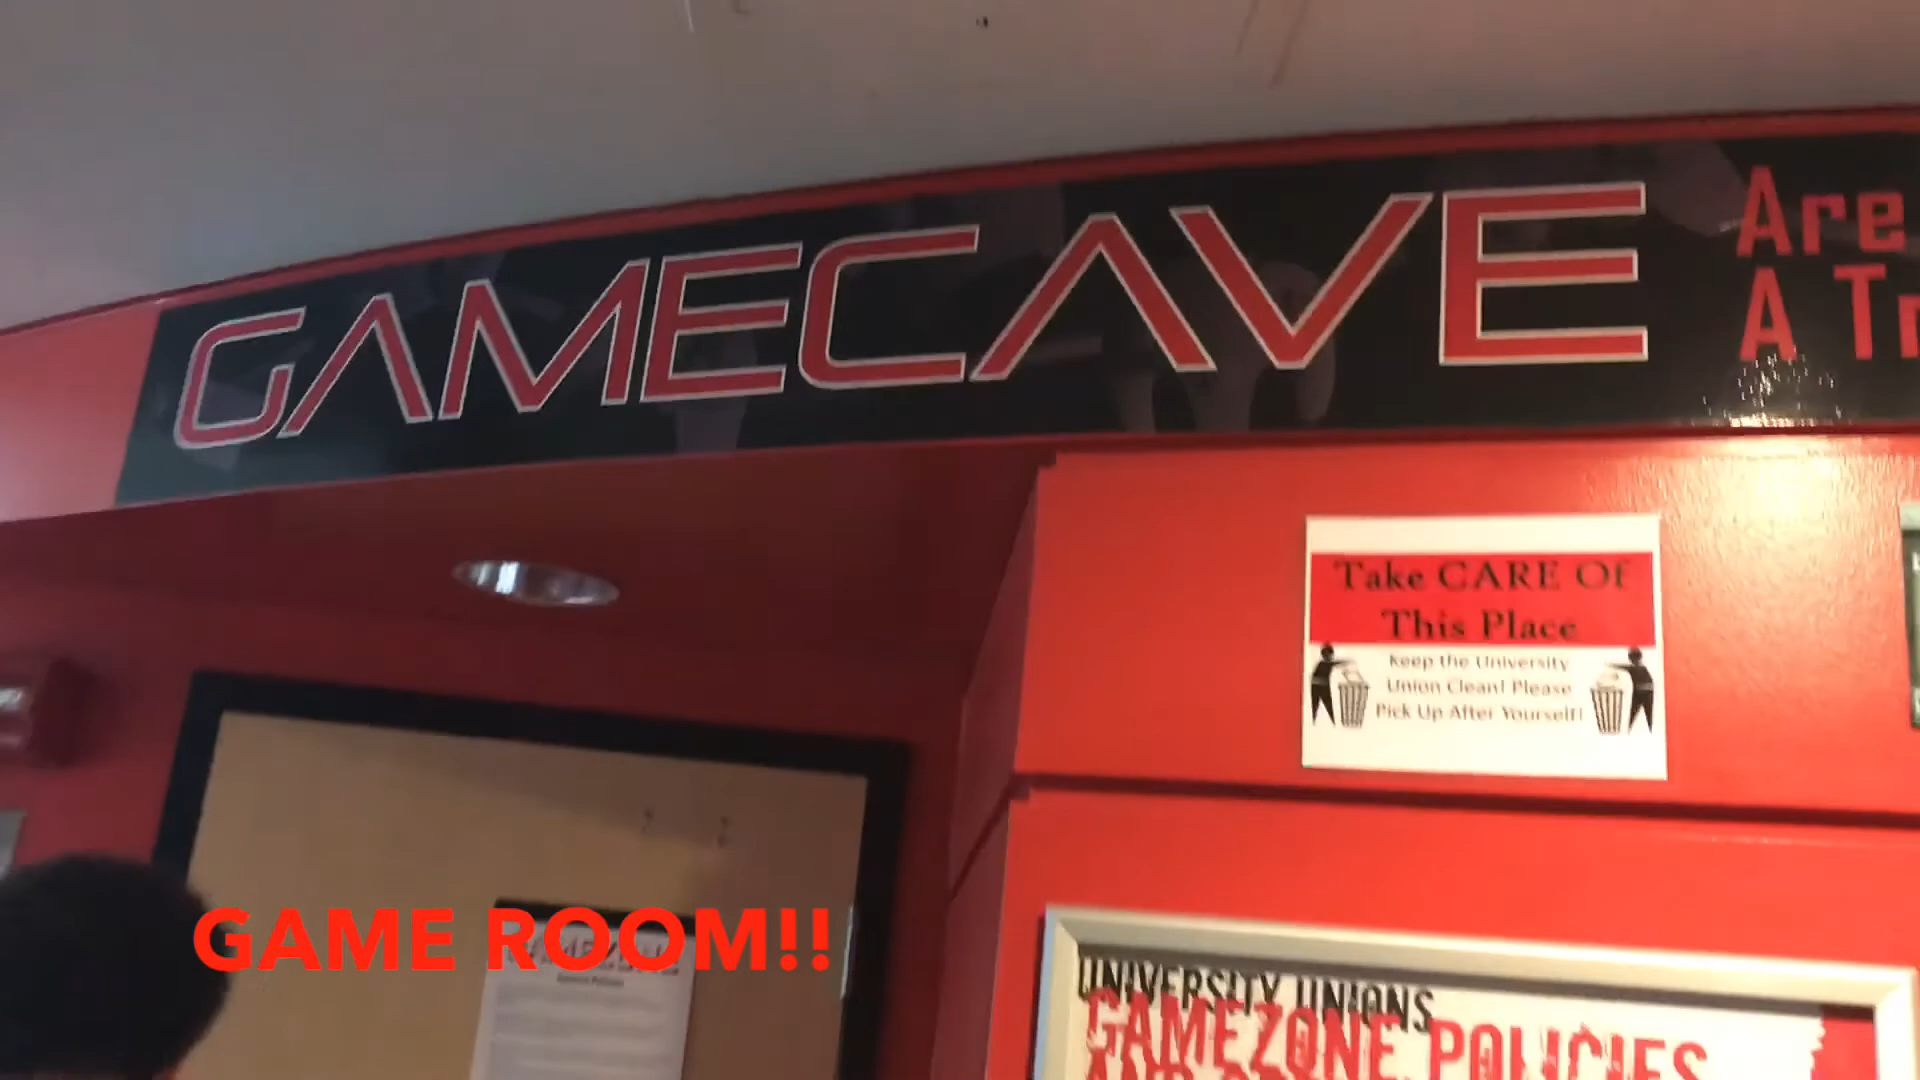 GAMECAVE
Are
A Tr
Take CARE Of
This Place
Keep the University
Union Clean! Please
Pick Up After Yourself!
GAME ROOM!!
UNIVERSITY UNIONS
GAMEZONE POLICIES